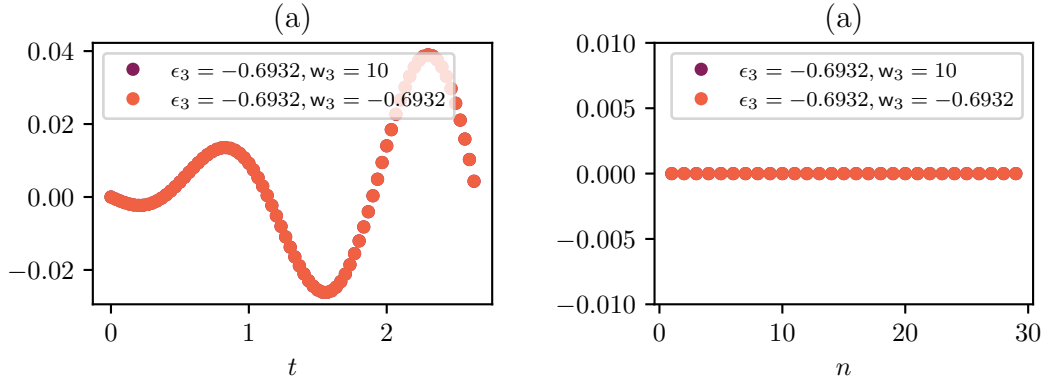 (a)
ϵ₃ = −0.6932, w₃ = 10
ϵ₃ = −0.6932, w₃ = −0.6932
0.04
0.02
0.00
−0.02
0 1 2
t
(a)
ϵ₃ = −0.6932, w₃ = 10
ϵ₃ = −0.6932, w₃ = −0.6932
0.010
0.005
0.000
−0.005
−0.010
0 10 20 30
n